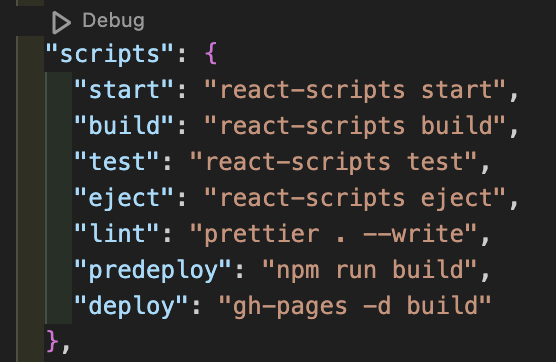 Debug
"scripts": {
"start": "react-scripts start",
"build": "react-scripts build",
"test": "react-scripts test",
"eject": "react-scripts eject",
"lint": "prettier . --write",
"predeploy": "npm run build",
"deploy": "gh-pages -d build"
},